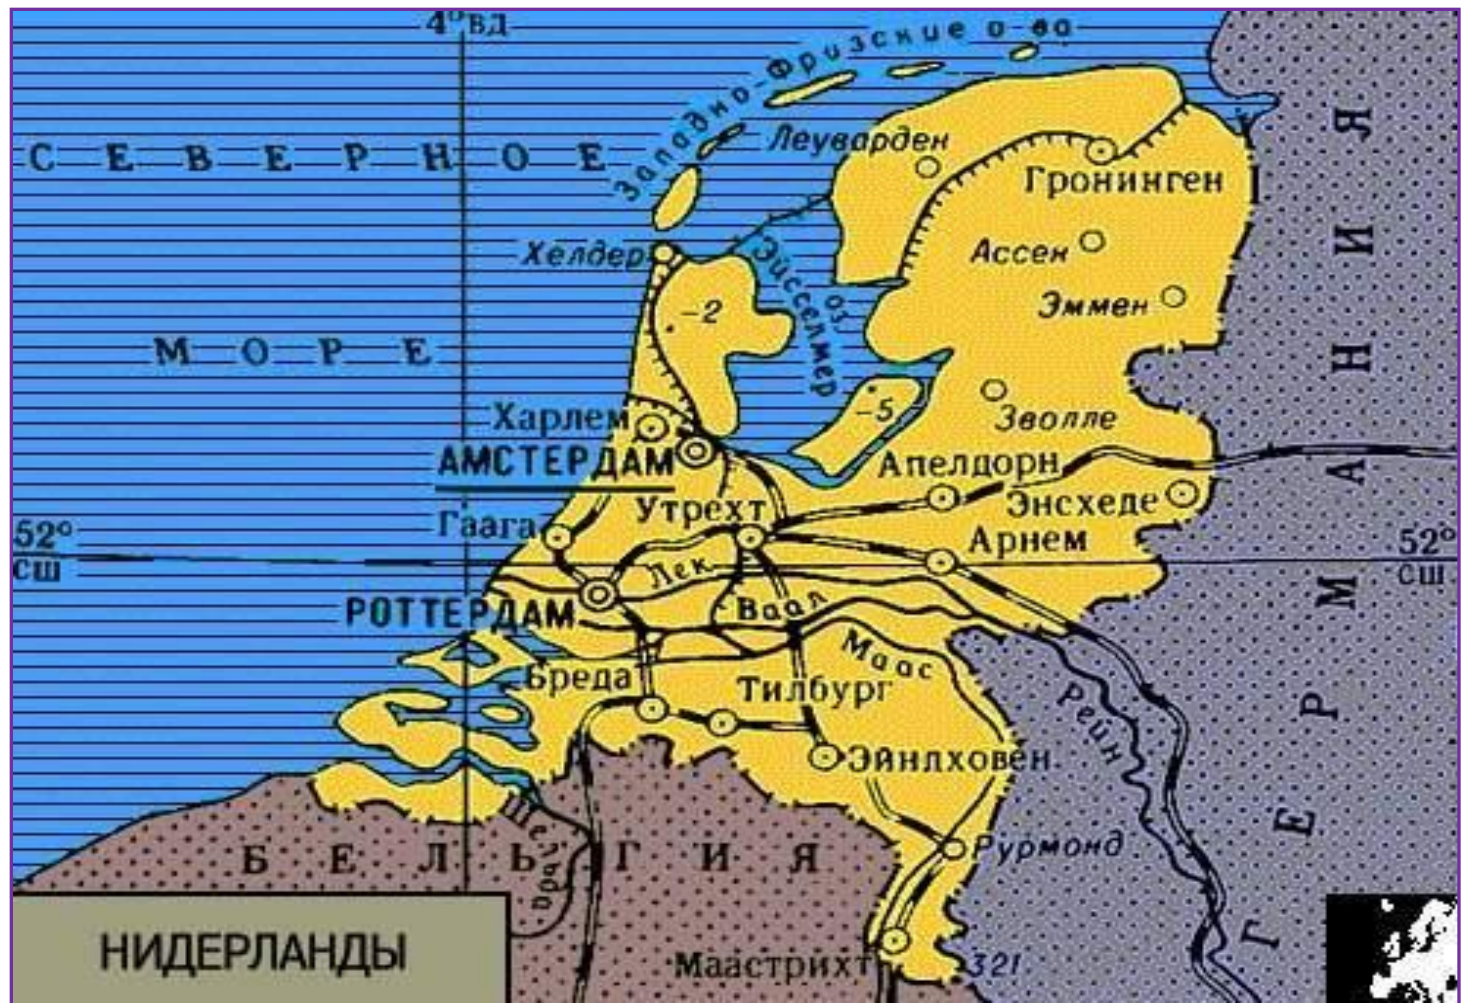 4° вд
Западно-Фризские о-ва
СЕВЕРНОЕ
Леуварден
Гронинген
Хелдер
оз. Эйсселмер
Ассен
Эммен
-2
МОРЕ
Харлем
-5
Зволле
АМСТЕРДАМ
Апелдорн
Утрехт
Энсхеде
Гаага
Арнем
52°
сш
52°
сш
Лек
РОТТЕРДАМ
Ваал
Маас
Бреда
Тилбург
Рейн
Эйндховен
Шельда
Рурмонд
БЕЛЬГИЯ
ГЕРМАНИЯ
НИДЕРЛАНДЫ
Маастрихт
321